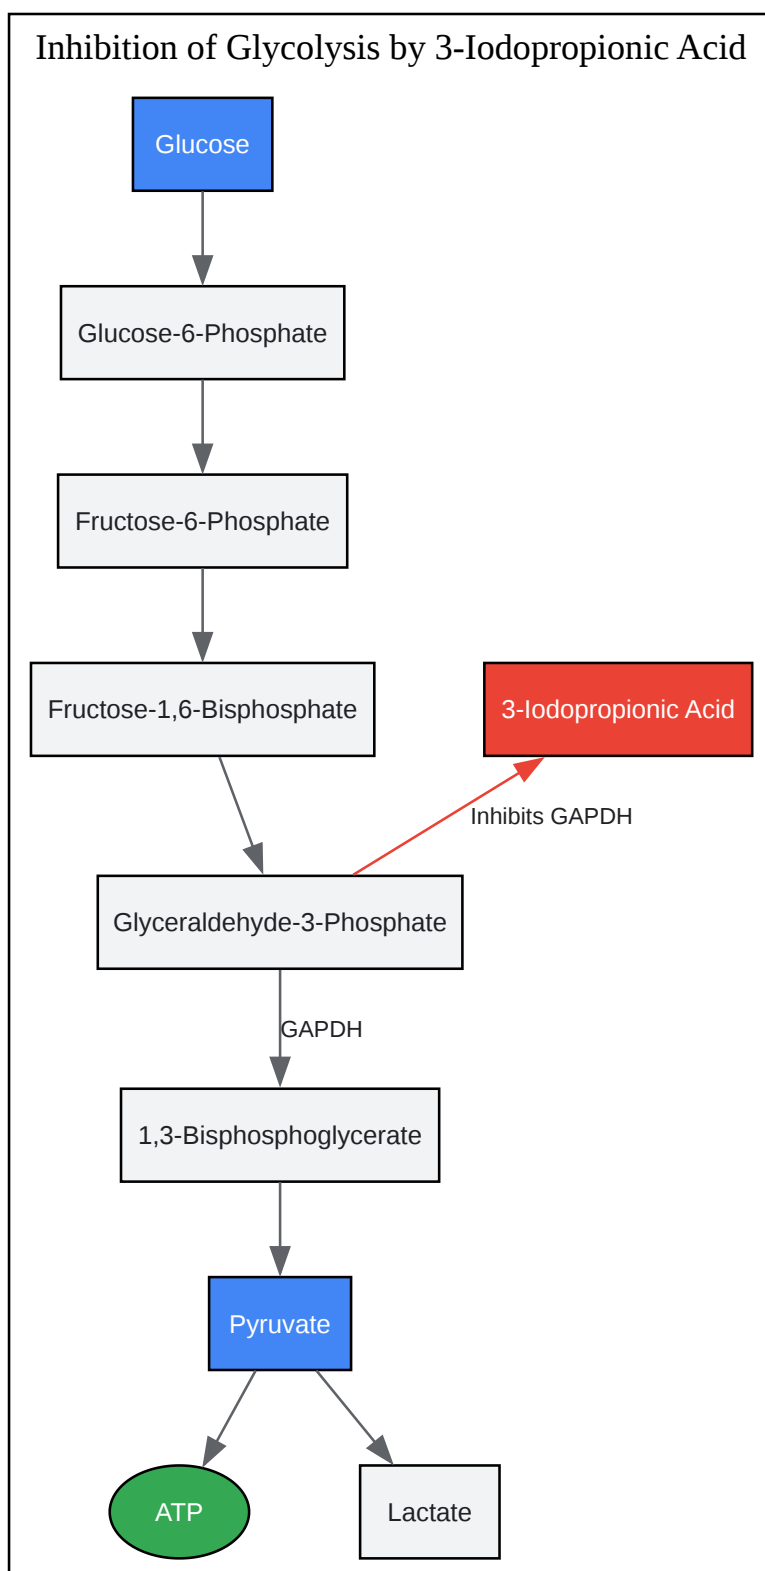 Inhibition of Glycolysis by 3-Iodopropionic Acid
Glucose
Glucose-6-Phosphate
Fructose-6-Phosphate
Fructose-1,6-Bisphosphate
3-Iodopropionic Acid
Inhibits GAPDH
Glyceraldehyde-3-Phosphate
GAPDH
1,3-Bisphosphoglycerate
Pyruvate
ATP
Lactate